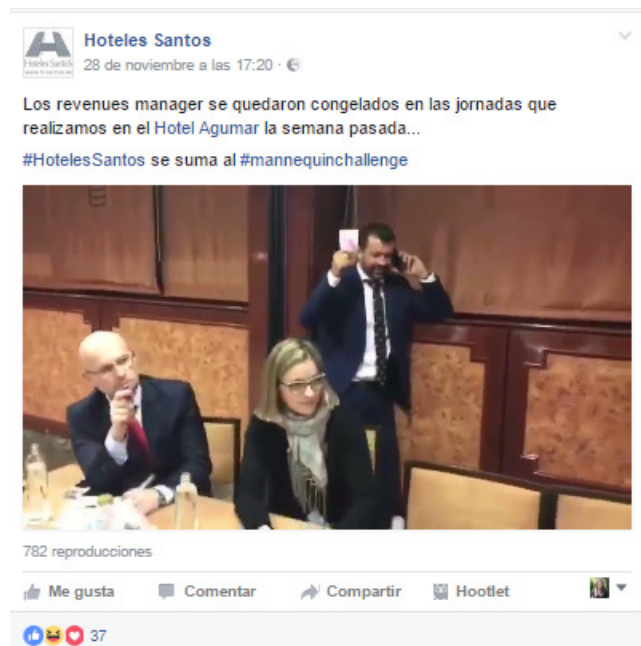 Hoteles Santos
28 de noviembre a las 17:20 ·
Los revenues manager se quedaron congelados en las jornadas que
realizamos en el Hotel Agumar la semana pasada...
#HotelesSantos se suma al #mannequinchallenge
782 reproducciones
Me gusta Comentar Compartir Hootlet
37